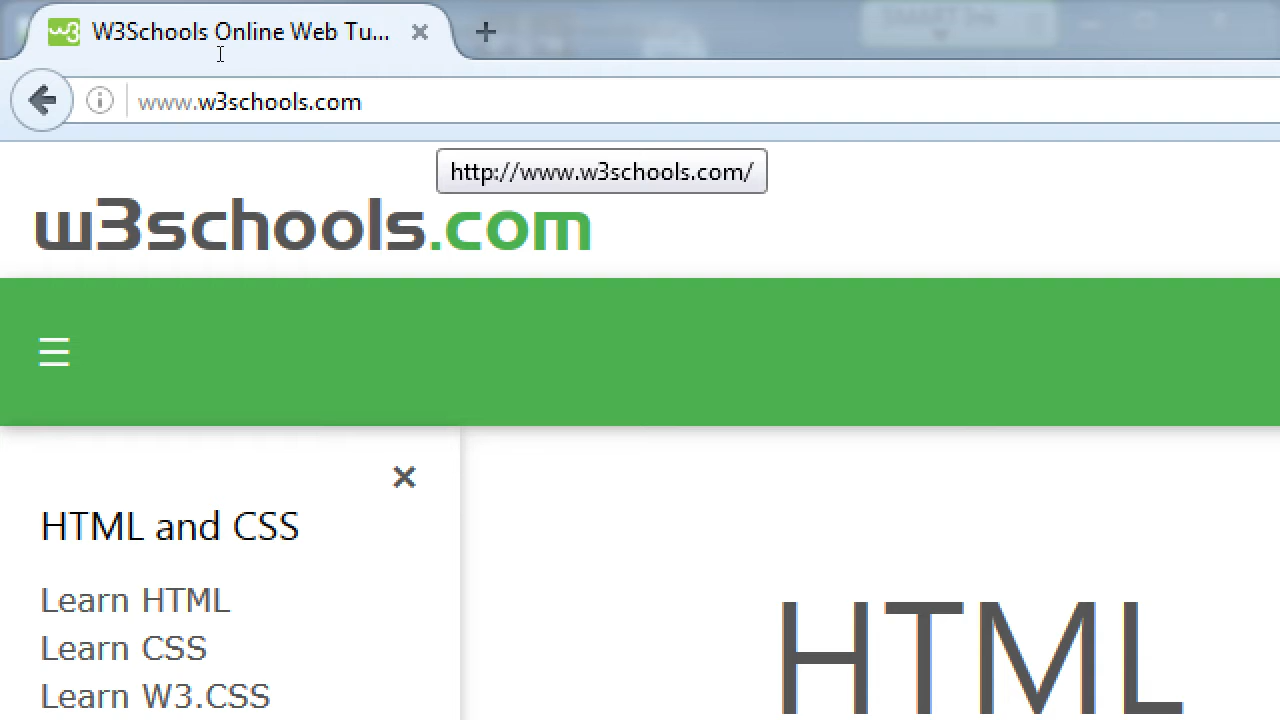 W3Schools Online Web Tu...
www.w3schools.com
http://www.w3schools.com/
w3schools.com
HTML and CSS
Learn HTML
Learn CSS
Learn W3.CSS
HTML